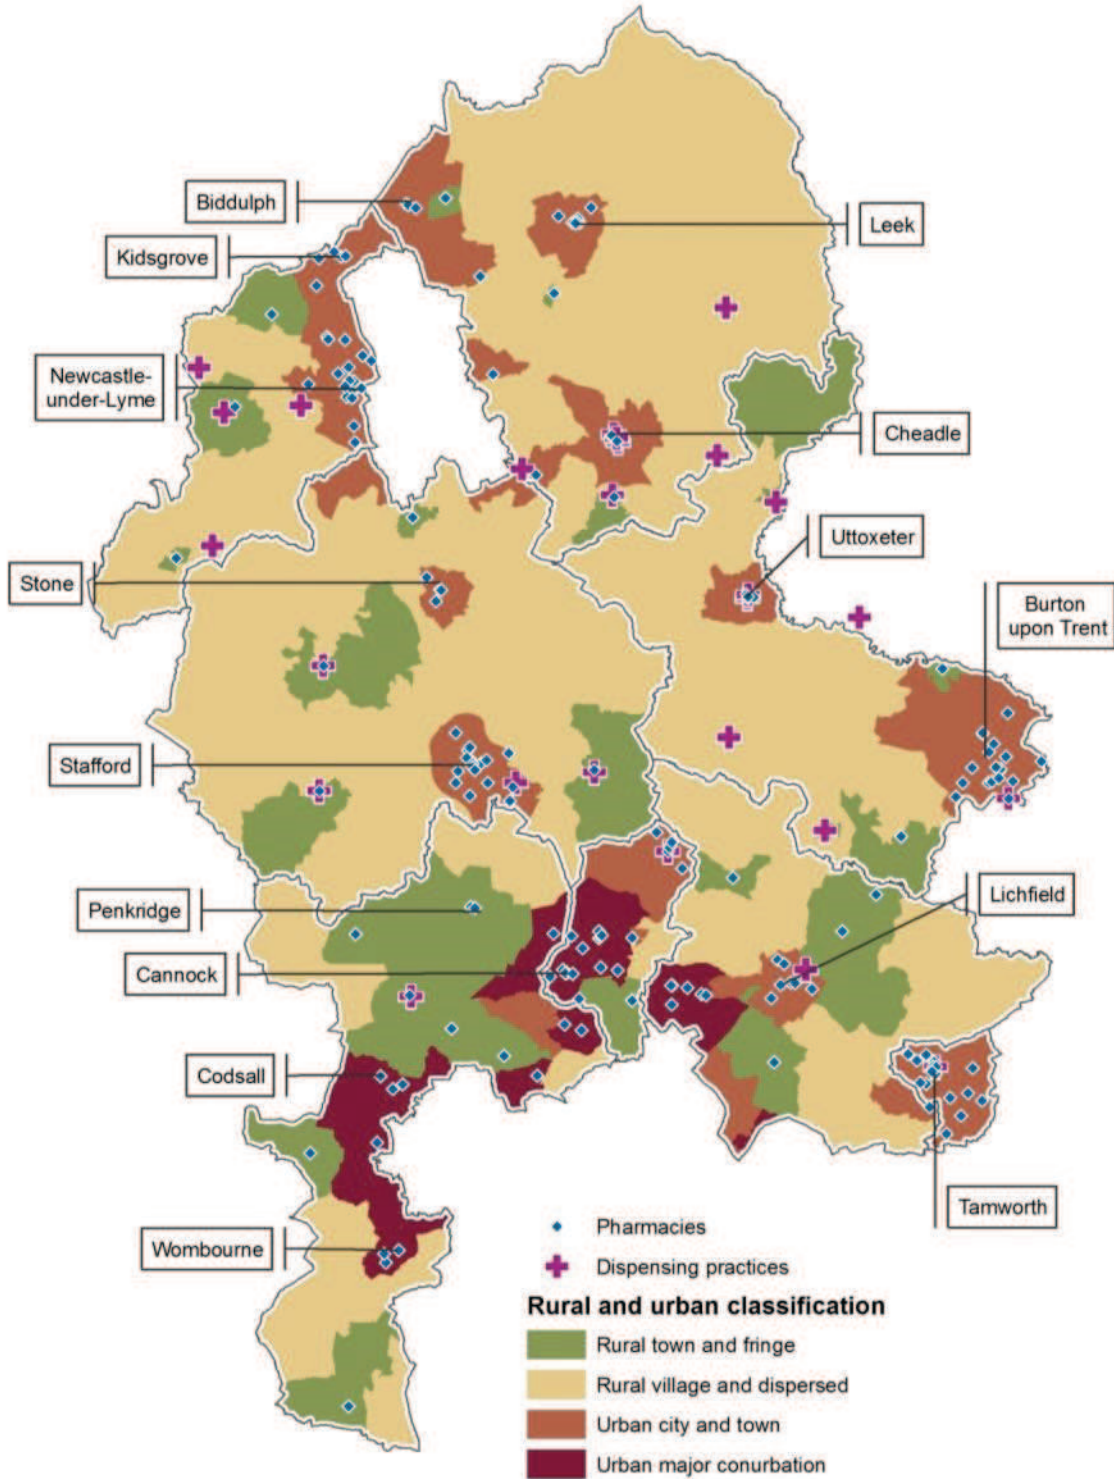 Biddulph
Leek
Kidsgrove
Newcastle-
under-Lyme
Cheadle
Uttoxeter
Stone
Burton
upon Trent
Stafford
Lichfield
Penkridge
Cannock
Codsall
Tamworth
Wombourne
Pharmacies
Dispensing practices
Rural and urban classification
Rural town and fringe
Rural village and dispersed
Urban city and town
Urban major conurbation